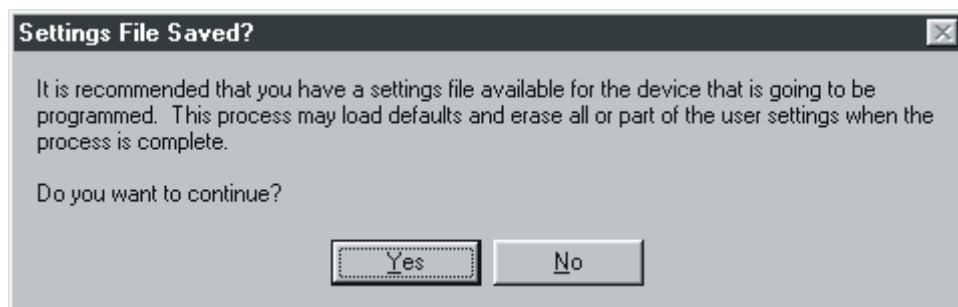 Settings File Saved?
It is recommended that you have a settings file available for the device that is going to be
programmed.  This process may load defaults and erase all or part of the user settings when the
process is complete.
Do you want to continue?
Yes
No